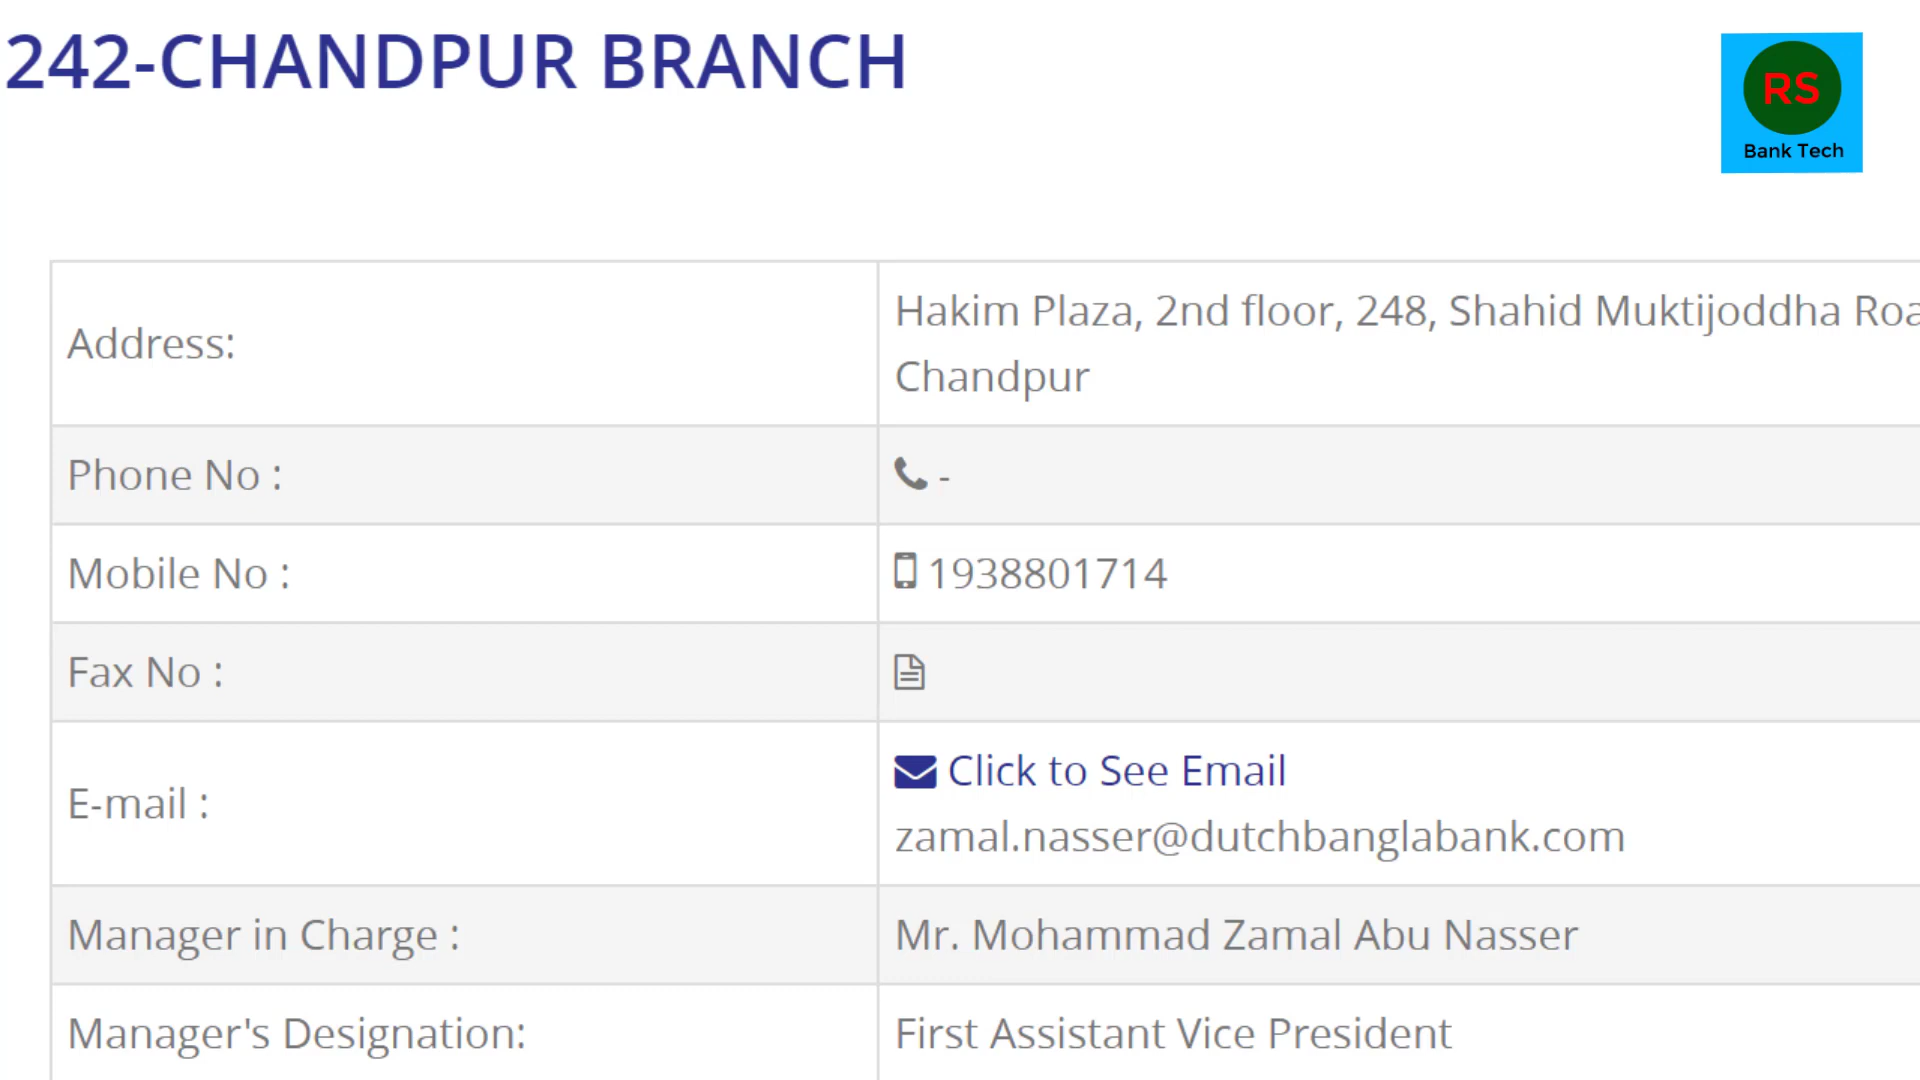 242-CHANDPUR BRANCH
RS
Bank Tech
Address:
Hakim Plaza, 2nd floor, 248, Shahid Muktijoddha
Chandpur
Phone No :
-
Mobile No :
1938801714
Fax No :
E-mail :
Click to See Email
zamal.nasser@dutchbanglabank.com
Manager in Charge :
Mr. Mohammad Zamal Abu Nasser
Manager's Designation:
First Assistant Vice President